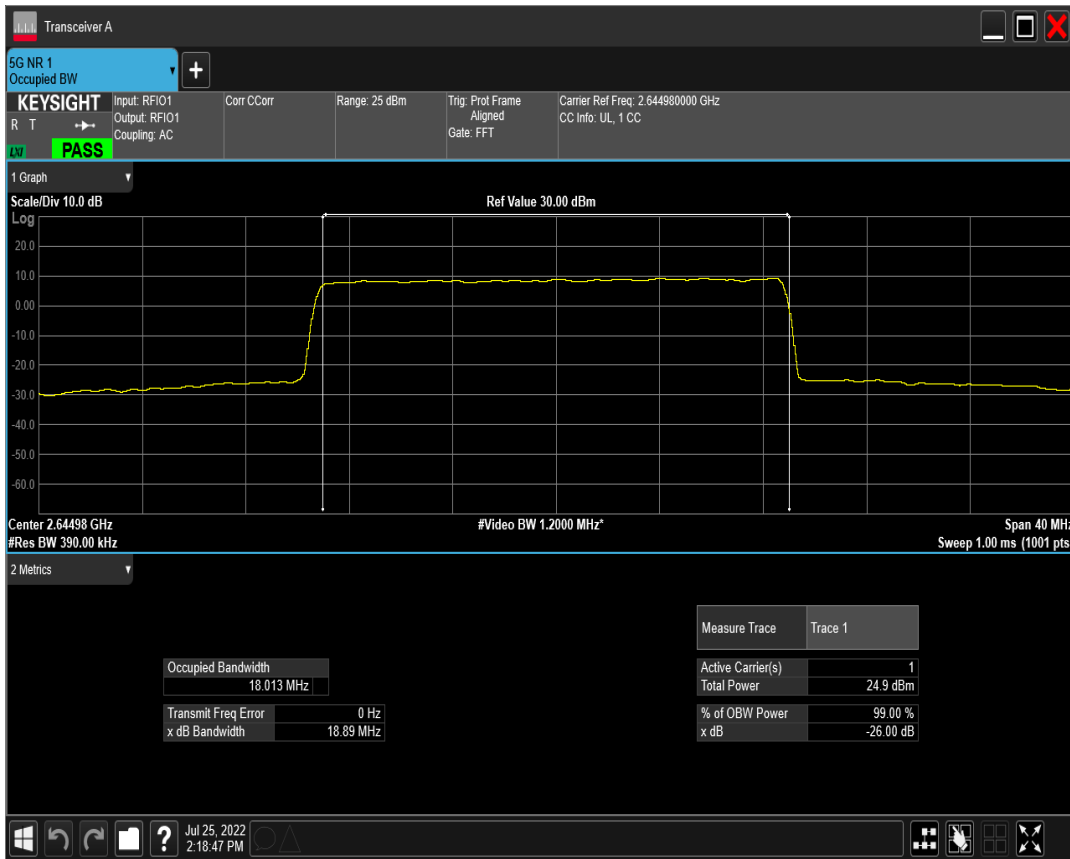 Transceiver A
5G NR 1
Occupied BW
+
KEYSIGHT
R T
LXI
PASS
Input: RFIO1
Output: RFIO1
Coupling: AC
Corr CCorr
Range: 25 dBm
Trig: Prot Frame
Aligned
Gate: FFT
Carrier Ref Freq: 2.644980000 GHz
CC Info: UL, 1 CC
1 Graph
Scale/Div 10.0 dB
Ref Value 30.00 dBm
Log
20.0
10.0
0.00
-10.0
-20.0
-30.0
-40.0
-50.0
-60.0
Center 2.64498 GHz
#Video BW 1.2000 MHz*
Span 40 MHz
#Res BW 390.00 kHz
Sweep 1.00 ms (1001 pts
2 Metrics
Measure Trace Trace 1
Occupied Bandwidth
18.013 MHz
Active Carrier(s) 1
Total Power 24.9 dBm
Transmit Freq Error 0 Hz
x dB Bandwidth 18.89 MHz
% of OBW Power 99.00 %
x dB -26.00 dB
?
Jul 25, 2022
2:18:47 PM